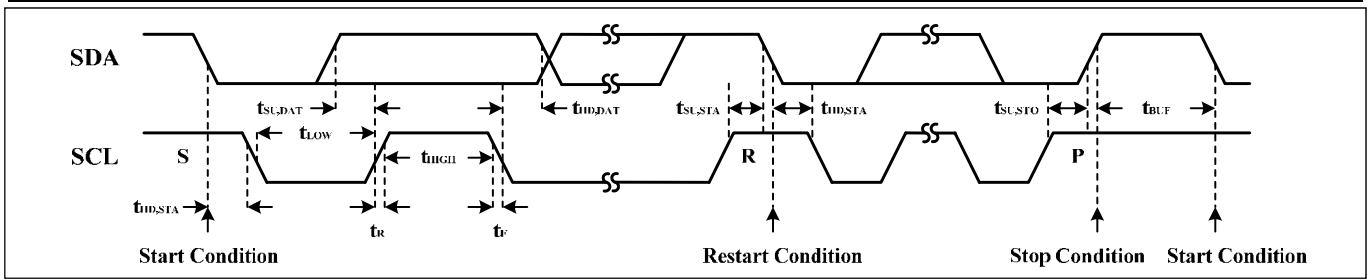 SDA
tSU,DAT
tHD,DAT
tSU,STA
tHD,STA
tSU,STO
tBUF
tLOW
SCL
S
tHIGH
R
P
tHD,STA
tR
tF
Start Condition
Restart Condition
Stop Condition
Start Condition